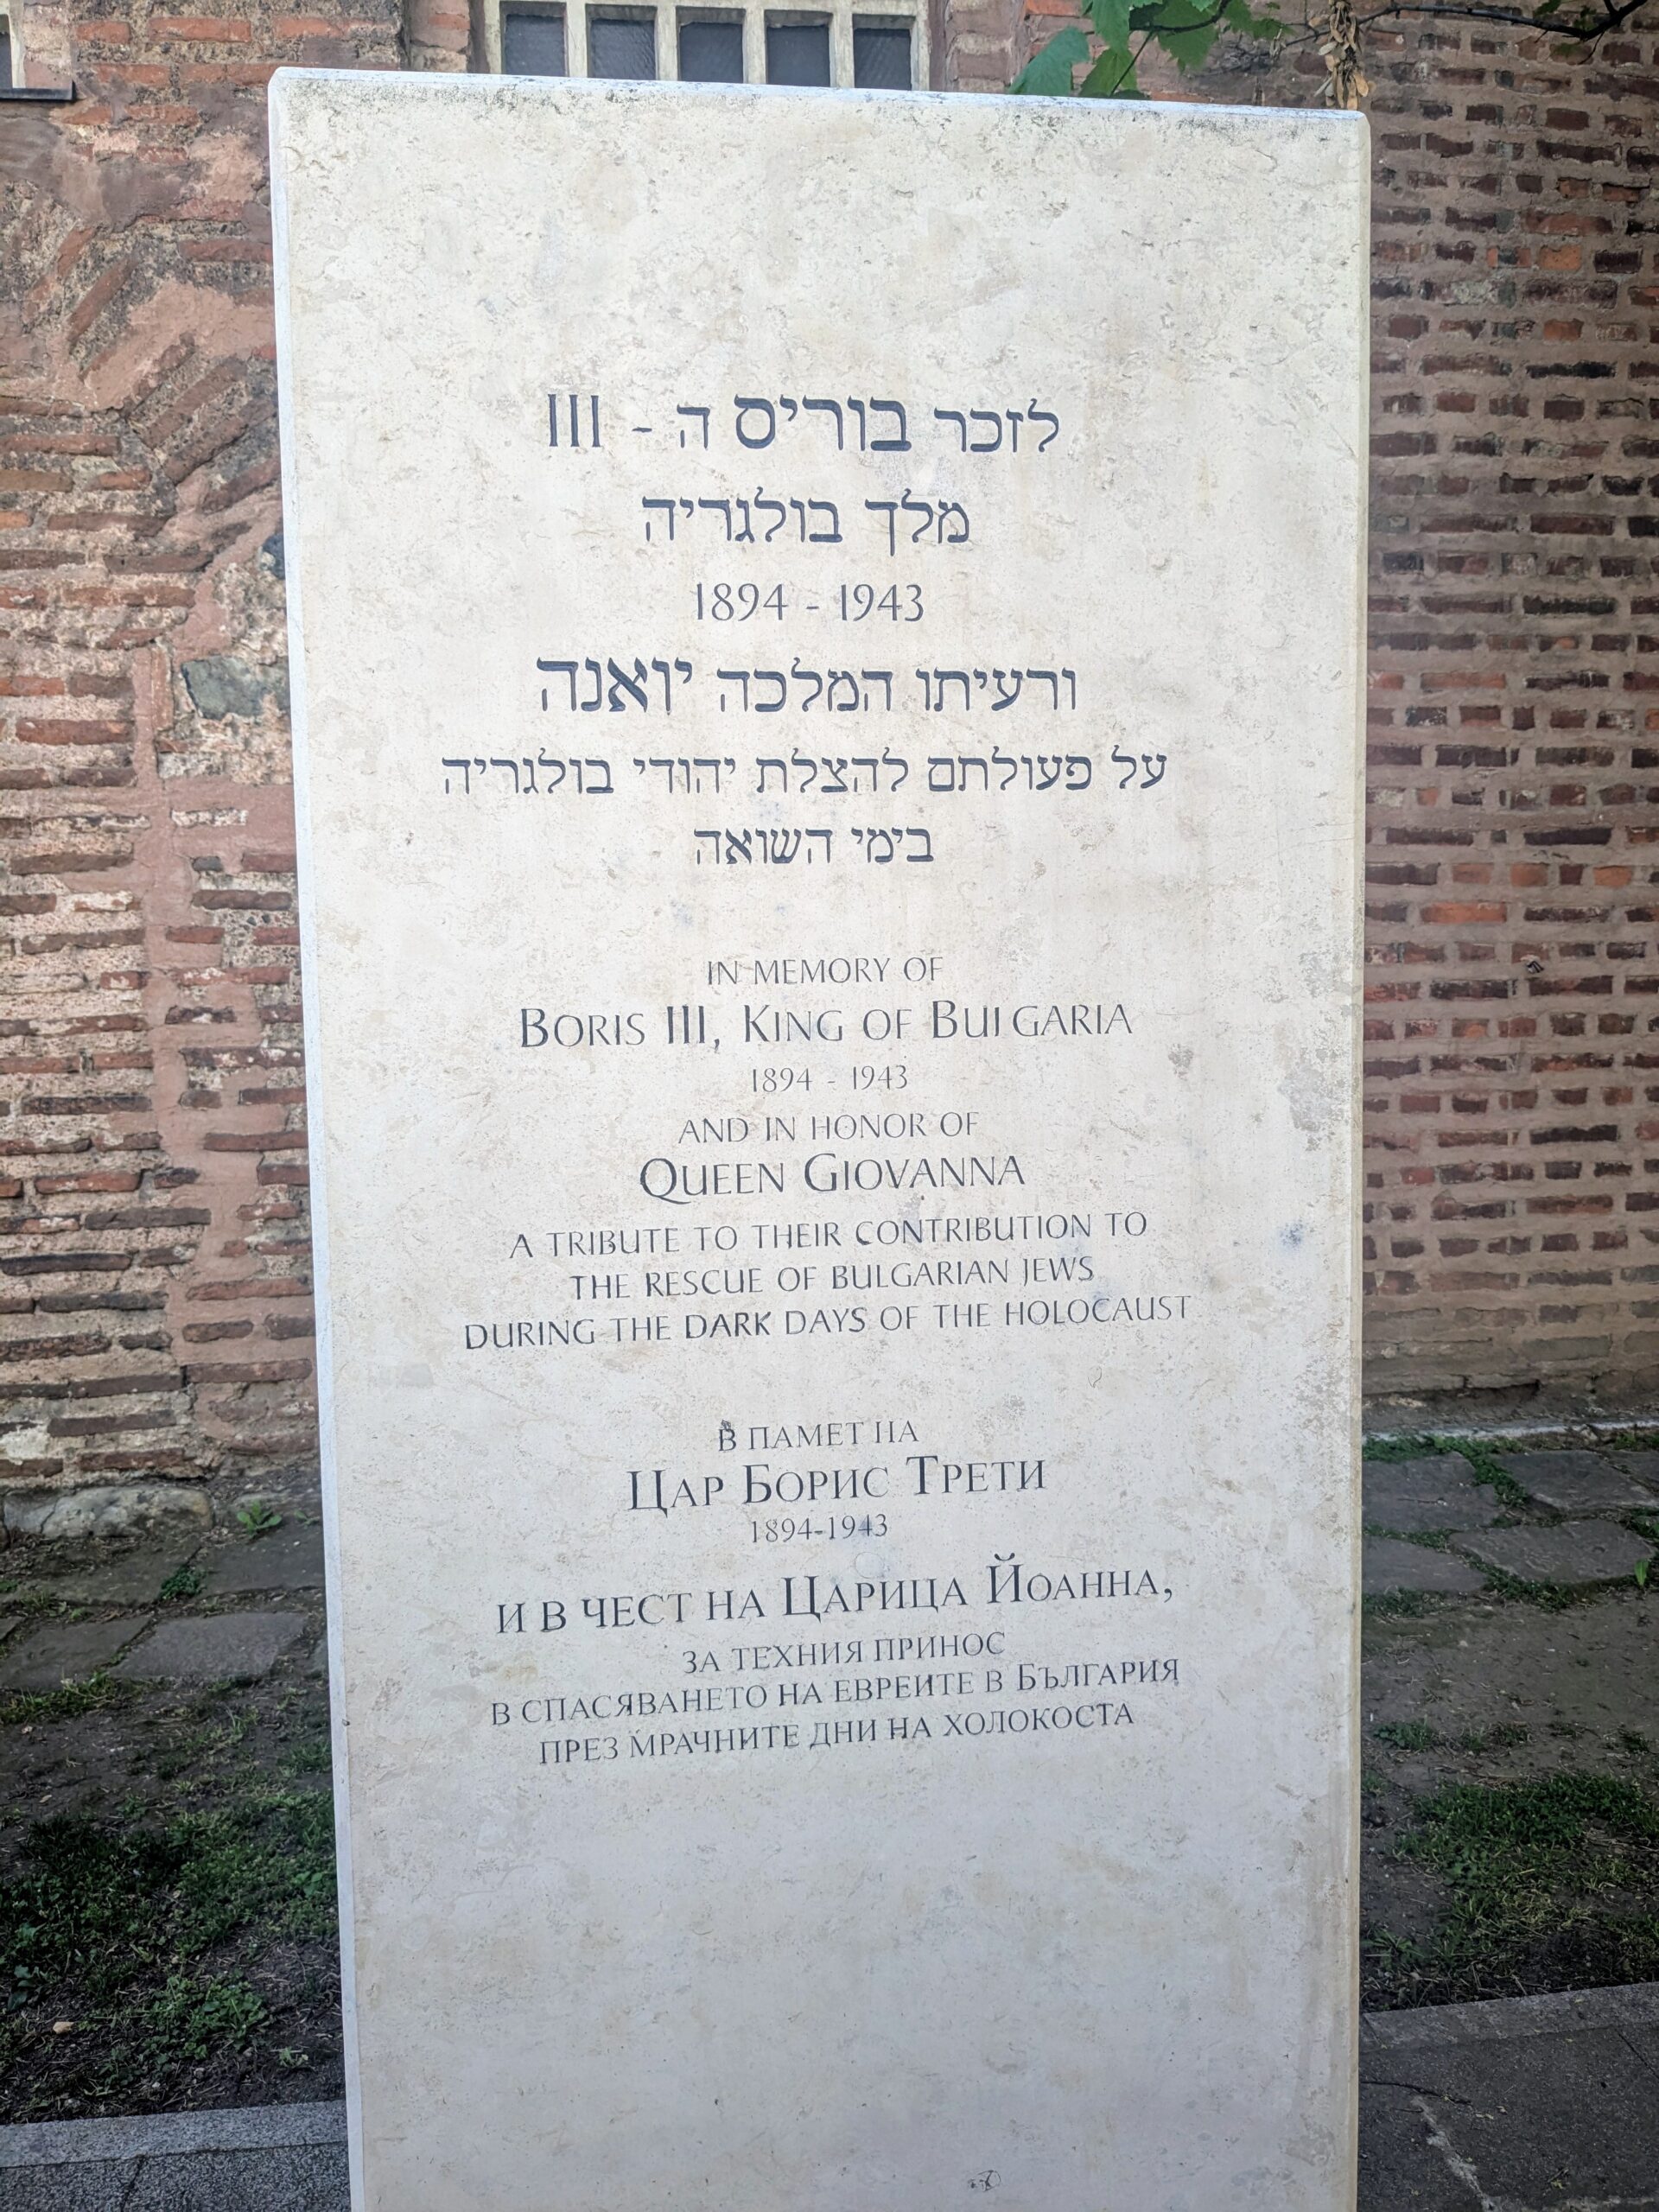 לזכר בוריס ה - III
מלך בולגריה
1894 - 1943
ורעיתו המלכה יואנה
על פעולתם להצלת יהודי בולגריה
בימי השואה
IN MEMORY OF
BORIS III, KING OF BULGARIA
1894 - 1943
AND IN HONOR OF
QUEEN GIOVANNA
A TRIBUTE TO THEIR CONTRIBUTION TO
THE RESCUE OF BULGARIAN JEWS
DURING THE DARK DAYS OF THE HOLOCAUST
В ПАМЕТ НА
ЦАР БОРИС ТРЕТИ
1894-1943
И В ЧЕСТ НА ЦАРИЦА ЙОАННА,
ЗА ТЕХНИЯ ПРИНОС
В СПАСЯВАНЕТО НА ЕВРЕИТЕ В БЪЛГАРИЯ
ПРЕЗ МРАЧНИТЕ ДНИ НА ХОЛОКОСТА